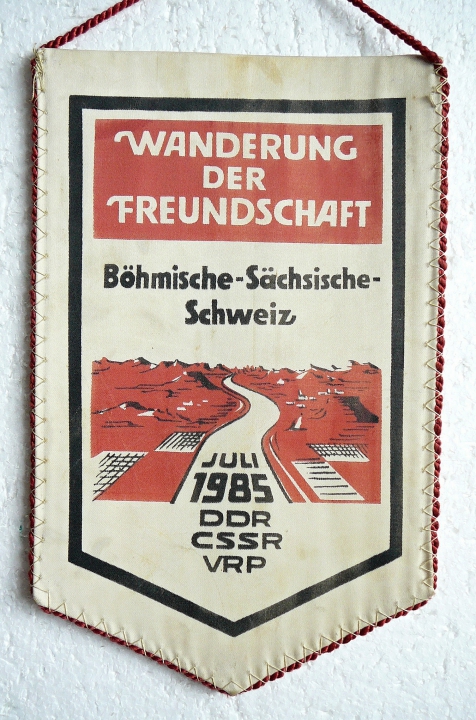 WANDERUNG
DER
FREUNDSCHAFT
Böhmische-Sächsische-
Schweiz
JULI
1985
DDR
CSSR
VRP